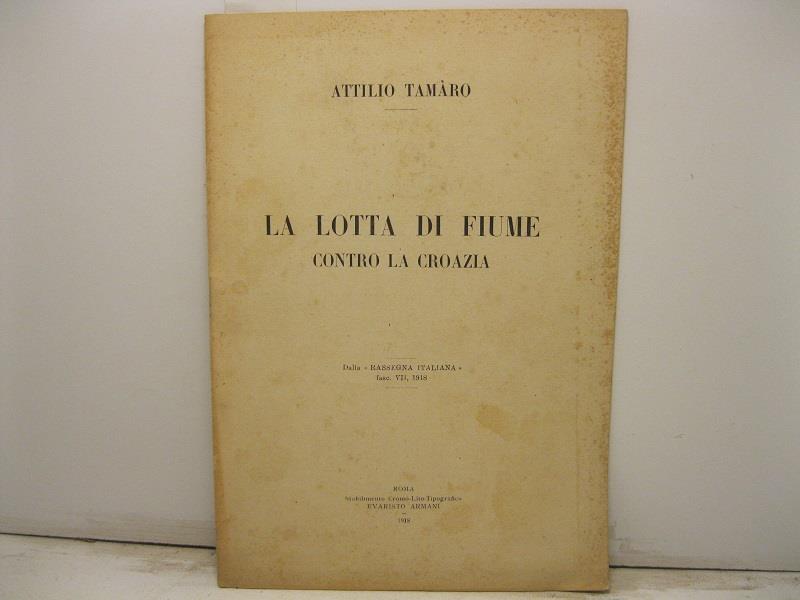 ATTILIO TAMÀRO
LA LOTTA DI FIUME
CONTRO LA CROAZIA
Dalla « RASSEGNA ITALIANA »
fasc. VII, 1918
ROMA
Stabilimento Cromo-Lito-Tipografico
EVARISTO ARMANI
1918